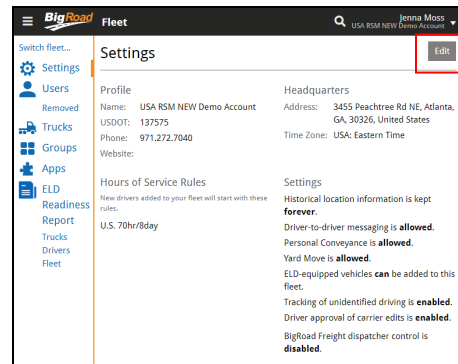 BigRoad Fleet
Jenna Moss
USA RSM NEW Demo Account
Switch fleet...
Settings
Users
Removed
Trucks
Groups
Apps
ELD
Readiness
Report
Trucks
Drivers
Fleet
Settings
Edit
Profile
Name: USA RSM NEW Demo Account
USDOT: 137575
Phone: 971.272.7040
Website:
Headquarters
Address: 3455 Peachtree Rd NE, Atlanta,
GA, 30326, United States
Time Zone: USA: Eastern Time
Hours of Service Rules
New drivers added to your fleet will start with these
rules.
U.S. 70hr/8day
Settings
Historical location information is kept
forever.
Driver-to-driver messaging is allowed.
Personal Conveyance is allowed.
Yard Move is allowed.
ELD-equipped vehicles can be added to this
fleet.
Tracking of unidentified driving is enabled.
Driver approval of carrier edits is enabled.
BigRoad Freight dispatcher control is
disabled.